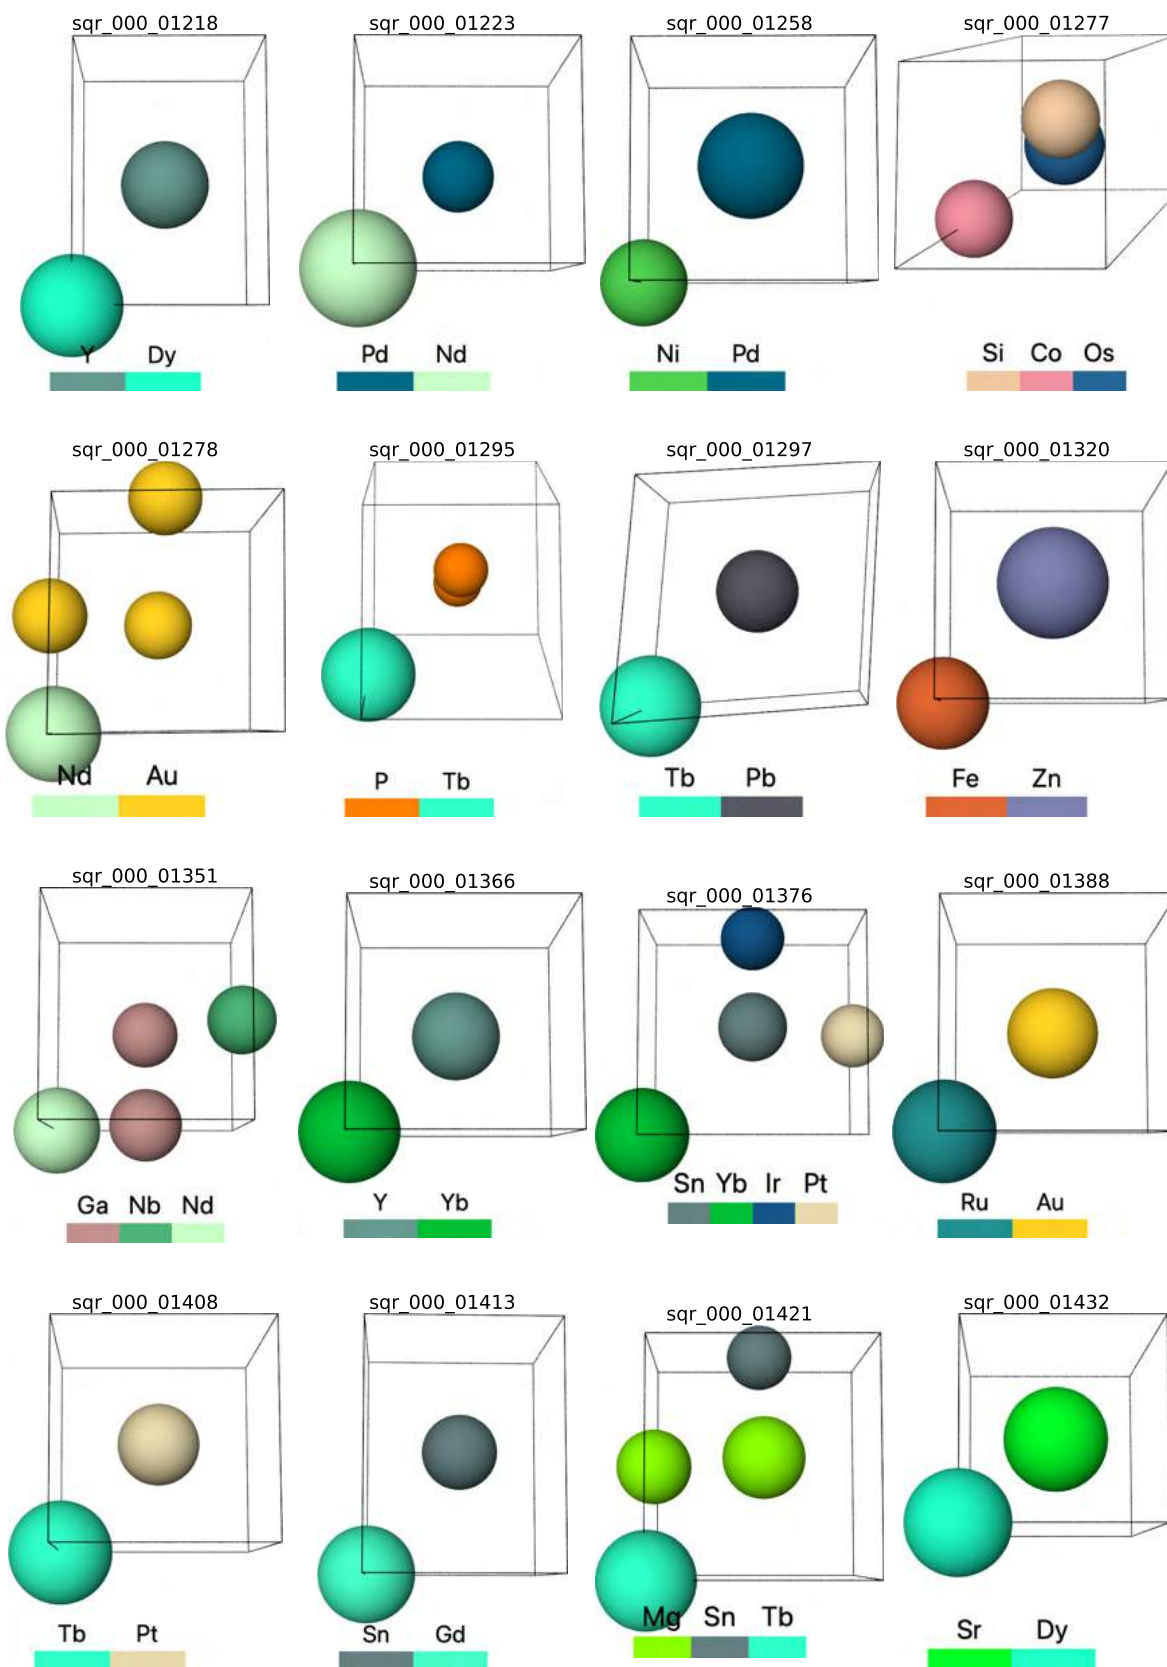 sqr_000_01218 sqr_000_01223 sqr_000_01258 sqr_000_01277
Y Dy Pd Nd Ni Pd Si Co Os
sqr_000_01278 sqr_000_01295 sqr_000_01297 sqr_000_01320
Nd Au P Tb Tb Pb Fe Zn
sqr_000_01351 sqr_000_01366 sqr_000_01376 sqr_000_01388
Ga Nb Nd Y Yb Sn Yb Ir Pt Ru Au
sqr_000_01408 sqr_000_01413 sqr_000_01421 sqr_000_01432
Tb Pt Sn Gd Mg Sn Tb Sr Dy